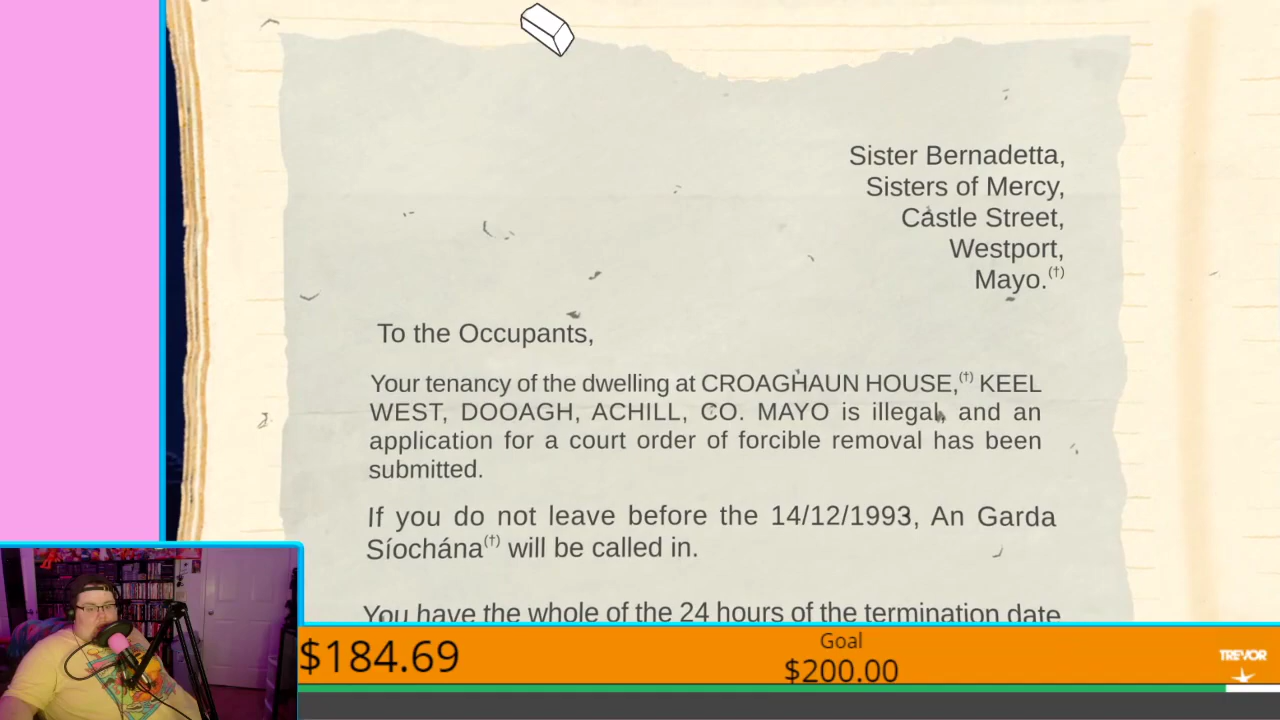 Sister Bernadetta,
Sisters of Mercy,
Castle Street,
Westport,
Mayo.(†)
To the Occupants,
Your tenancy of the dwelling at CROAGHAUN HOUSE,(†) KEEL
WEST, DOOAGH, ACHILL, CO. MAYO is illegal, and an
application for a court order of forcible removal has been
submitted.
If you do not leave before the 14/12/1993, An Garda
Síochána(†) will be called in.
You have the whole of the 24 hours of the termination date
$184.69
Goal
$200.00
TREVOR